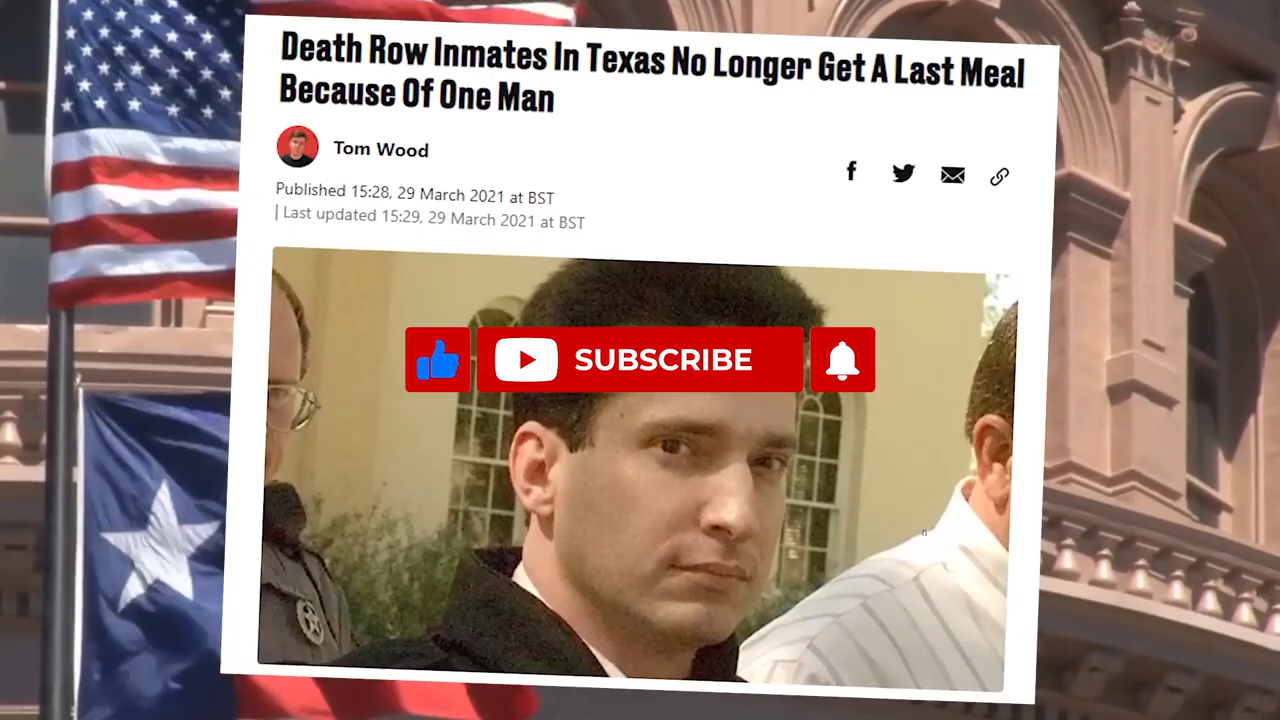 Death Row Inmates In Texas No Longer Get A Last Meal
Because Of One Man
Tom Wood
Published 15:28, 29 March 2021 at BST
| Last updated 15:29, 29 March 2021 at BST
SUBSCRIBE